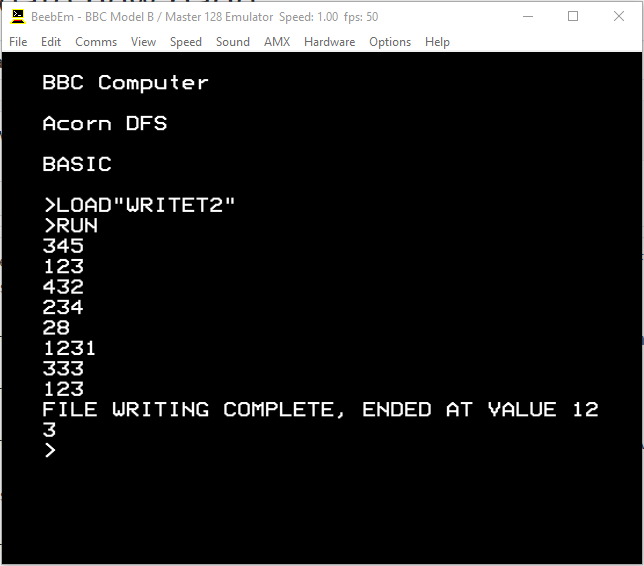 BeebEm - BBC Model B / Master 128 Emulator Speed: 1.00 fps: 50
File Edit Comms View Speed Sound AMX Hardware Options Help
BBC Computer
Acorn DFS
BASIC
>LOAD"WRITET2"
>RUN
345
123
432
234
28
1231
333
123
FILE WRITING COMPLETE, ENDED AT VALUE 12
3
>